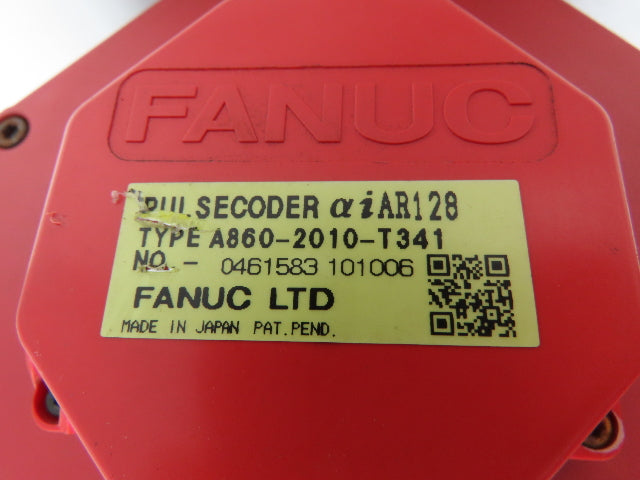 FANUC
PULSECODER αiAR128
TYPE A860-2010-T341
NO. - 0461583 101006
FANUC LTD
MADE IN JAPAN PAT.PEND.